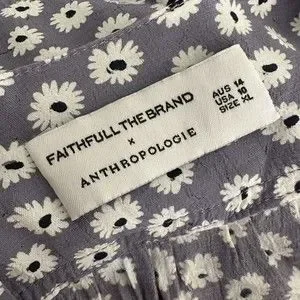 FAITHFULL THE BRAND
×
ANTHROPOLOGIE
AUS 14
USA 10
SIZE XL